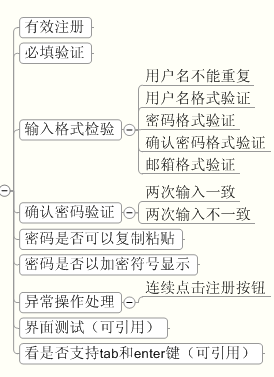 有效注册
必填验证
用户名不能重复
用户名格式验证
输入格式检验
密码格式验证
确认密码格式验证
邮箱格式验证
两次输入一致
确认密码验证
两次输入不一致
密码是否可以复制粘贴
密码是否以加密符号显示
连续点击注册按钮
异常操作处理
界面测试（可引用）
看是否支持tab和enter键（可引用）